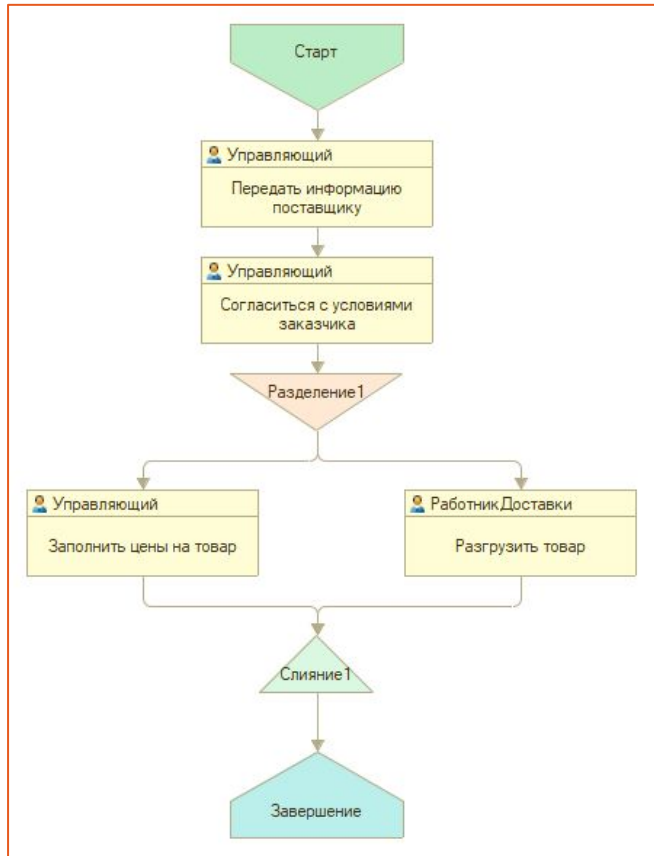 Старт
Управляющий
Передать информацию
поставщику
Управляющий
Согласиться с условиями
заказчика
Разделение1
Управляющий
Заполнить цены на товар
РаботникДоставки
Разгрузить товар
Слияние1
Завершение